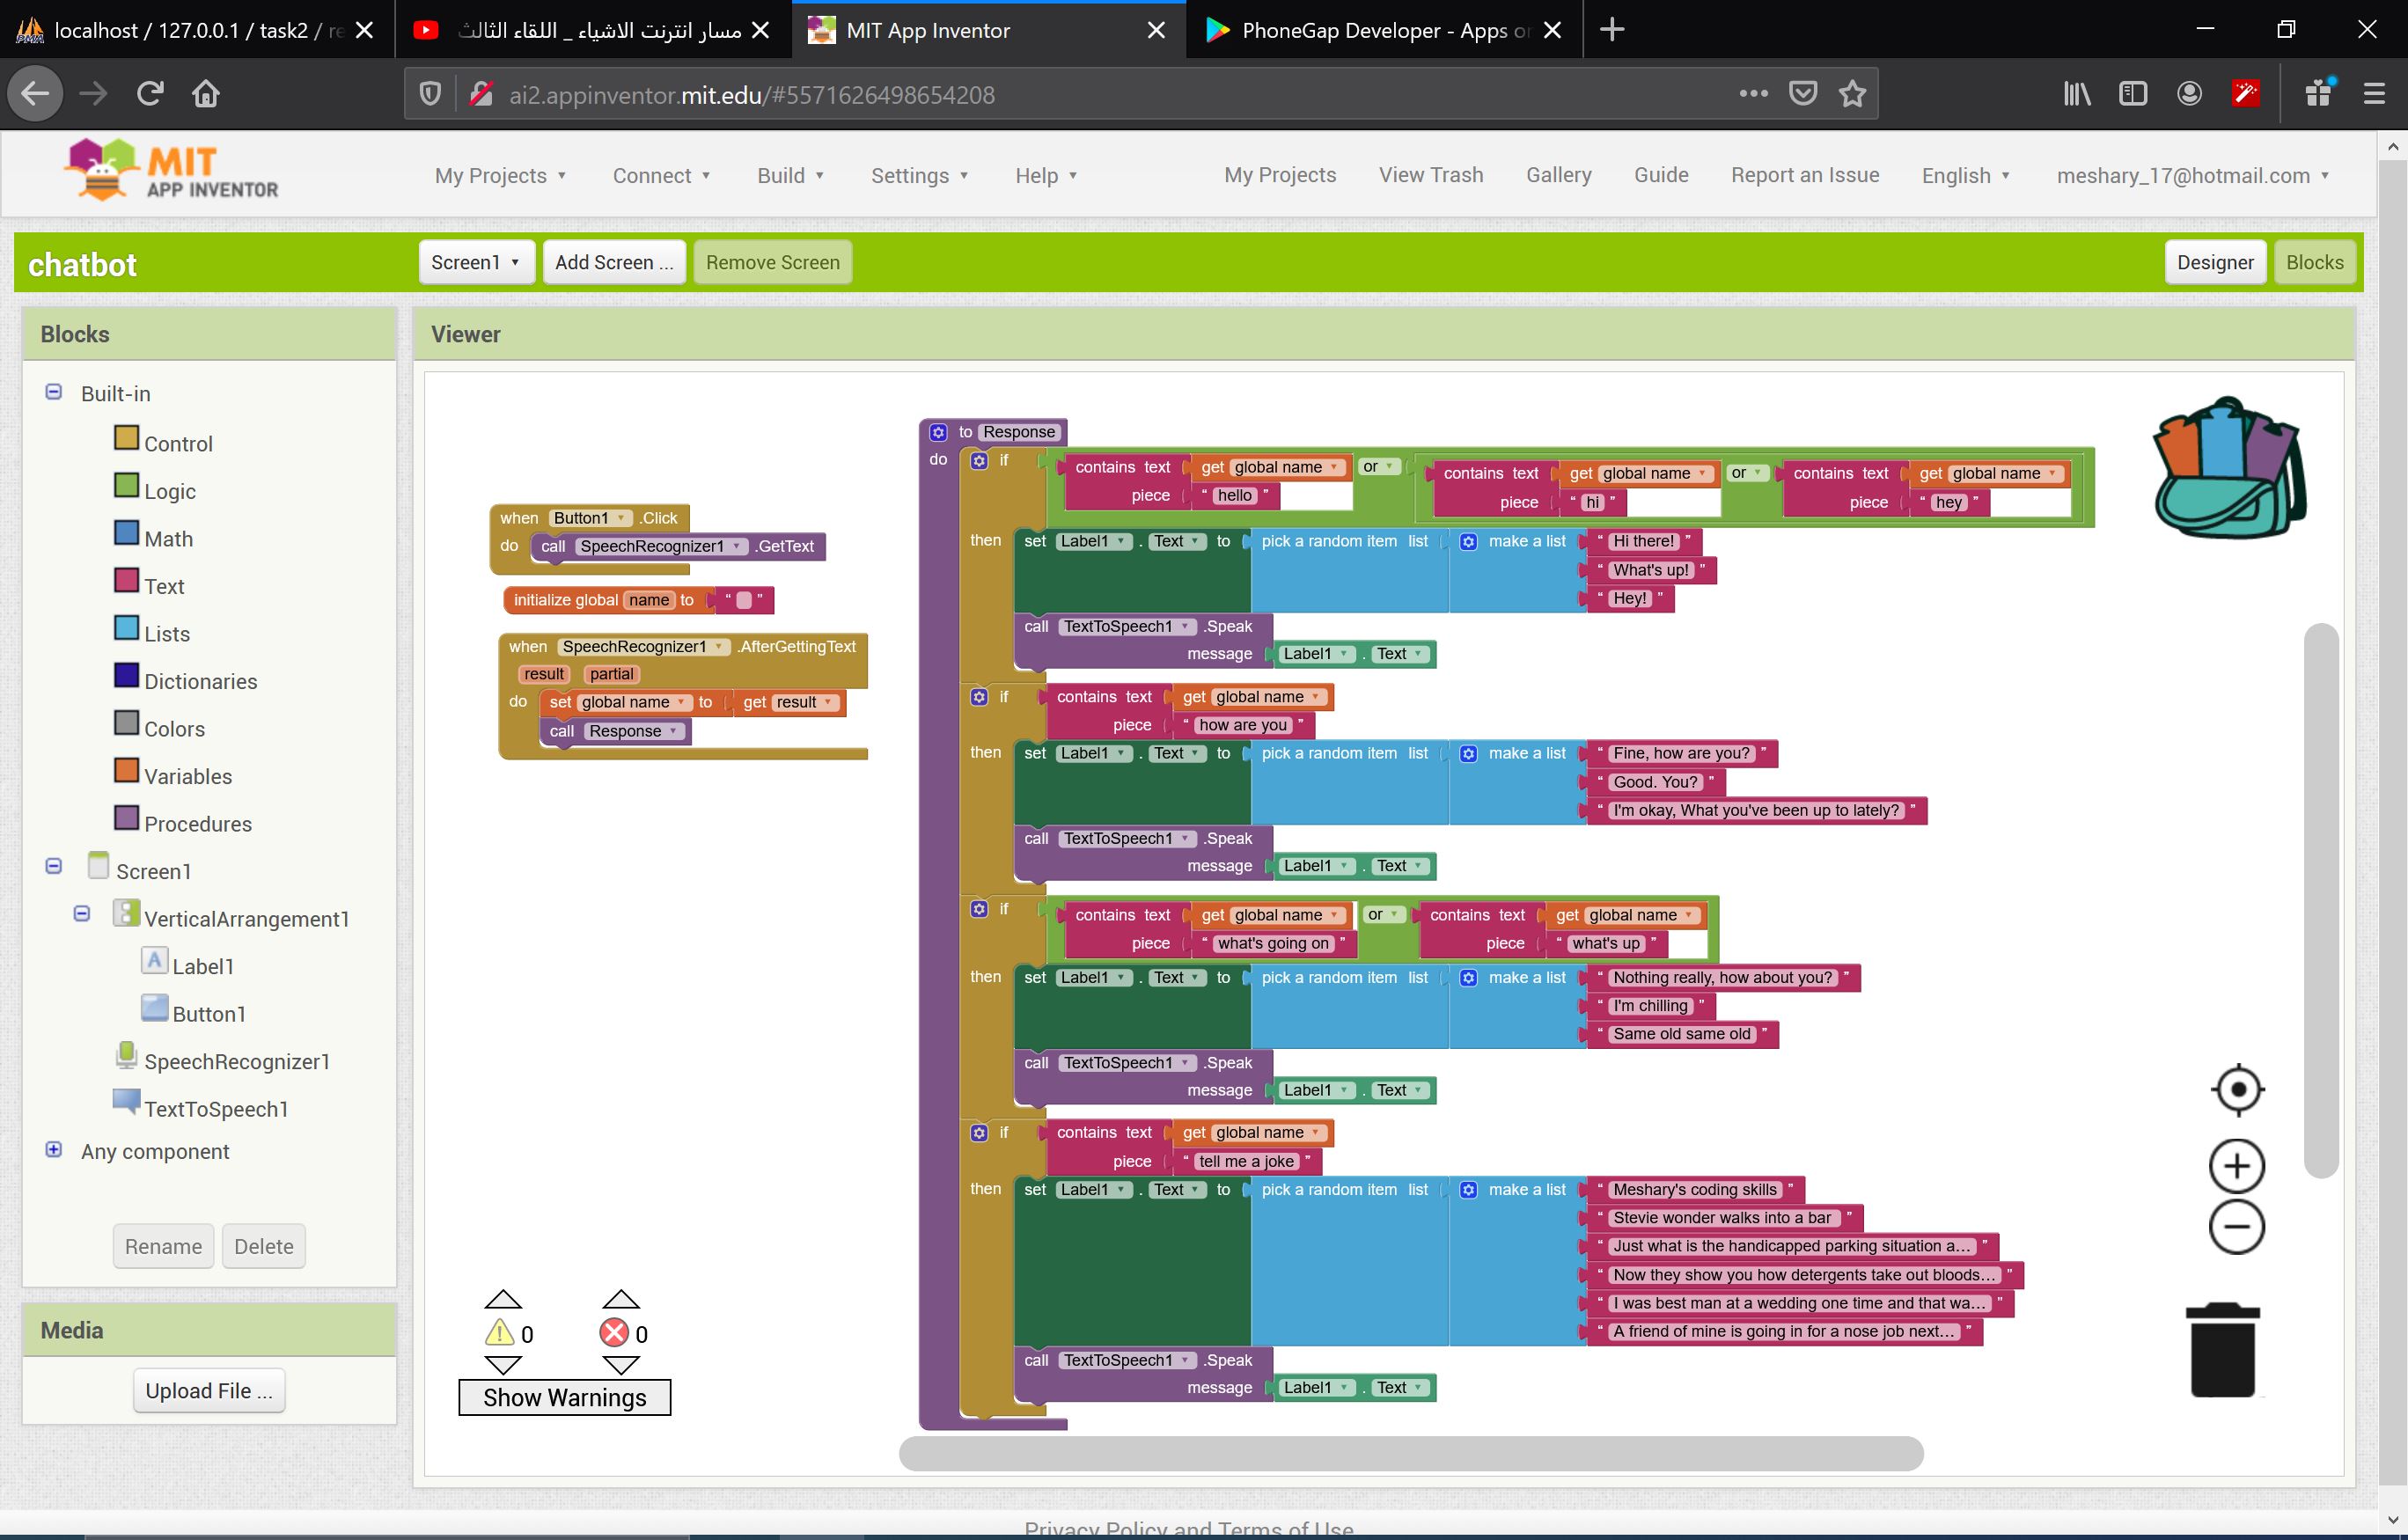 localhost / 127.0.0.1 / task2 / re
مسار انترنت الاشياء _ اللقاء الثالث
MIT App Inventor
PhoneGap Developer - Apps on
ai2.appinventor.mit.edu/#5571626498654208
MIT
APP INVENTOR
My Projects
Connect
Build
Settings
Help
My Projects
View Trash
Gallery
Guide
Report an Issue
English
meshary_17@hotmail.com
chatbot
Screen1
Add Screen ...
Remove Screen
Designer
Blocks
Blocks
Built-in
Control
Logic
Math
Text
Lists
Dictionaries
Colors
Variables
Procedures
Screen1
VerticalArrangement1
Label1
Button1
SpeechRecognizer1
TextToSpeech1
Any component
Rename
Delete
Media
Upload File ...
Viewer
when Button1 .Click
do call SpeechRecognizer1 .GetText
initialize global name to " "
when SpeechRecognizer1 .AfterGettingText
result partial
do set global name to get result
call Response
0
0
Show Warnings
to Response
do if contains text get global name or contains text get global name or contains text get global name
piece " hello " piece " hi " piece " hey "
then set Label1 . Text to pick a random item list make a list " Hi there! "
" What's up! "
" Hey! "
call TextToSpeech1 .Speak
message Label1 . Text
if contains text get global name
piece " how are you "
then set Label1 . Text to pick a random item list make a list " Fine, how are you? "
" Good. You? "
" I'm okay, What you've been up to lately? "
call TextToSpeech1 .Speak
message Label1 . Text
if contains text get global name or contains text get global name
piece " what's going on " piece " what's up "
then set Label1 . Text to pick a random item list make a list " Nothing really, how about you? "
" I'm chilling "
" Same old same old "
call TextToSpeech1 .Speak
message Label1 . Text
if contains text get global name
piece " tell me a joke "
then set Label1 . Text to pick a random item list make a list " Meshary's coding skills "
" Stevie wonder walks into a bar "
" Just what is the handicapped parking situation a... "
" Now they show you how detergents take out bloods... "
" I was best man at a wedding one time and that wa... "
" A friend of mine is going in for a nose job next... "
call TextToSpeech1 .Speak
message Label1 . Text
Privacy Policy and Terms of Use